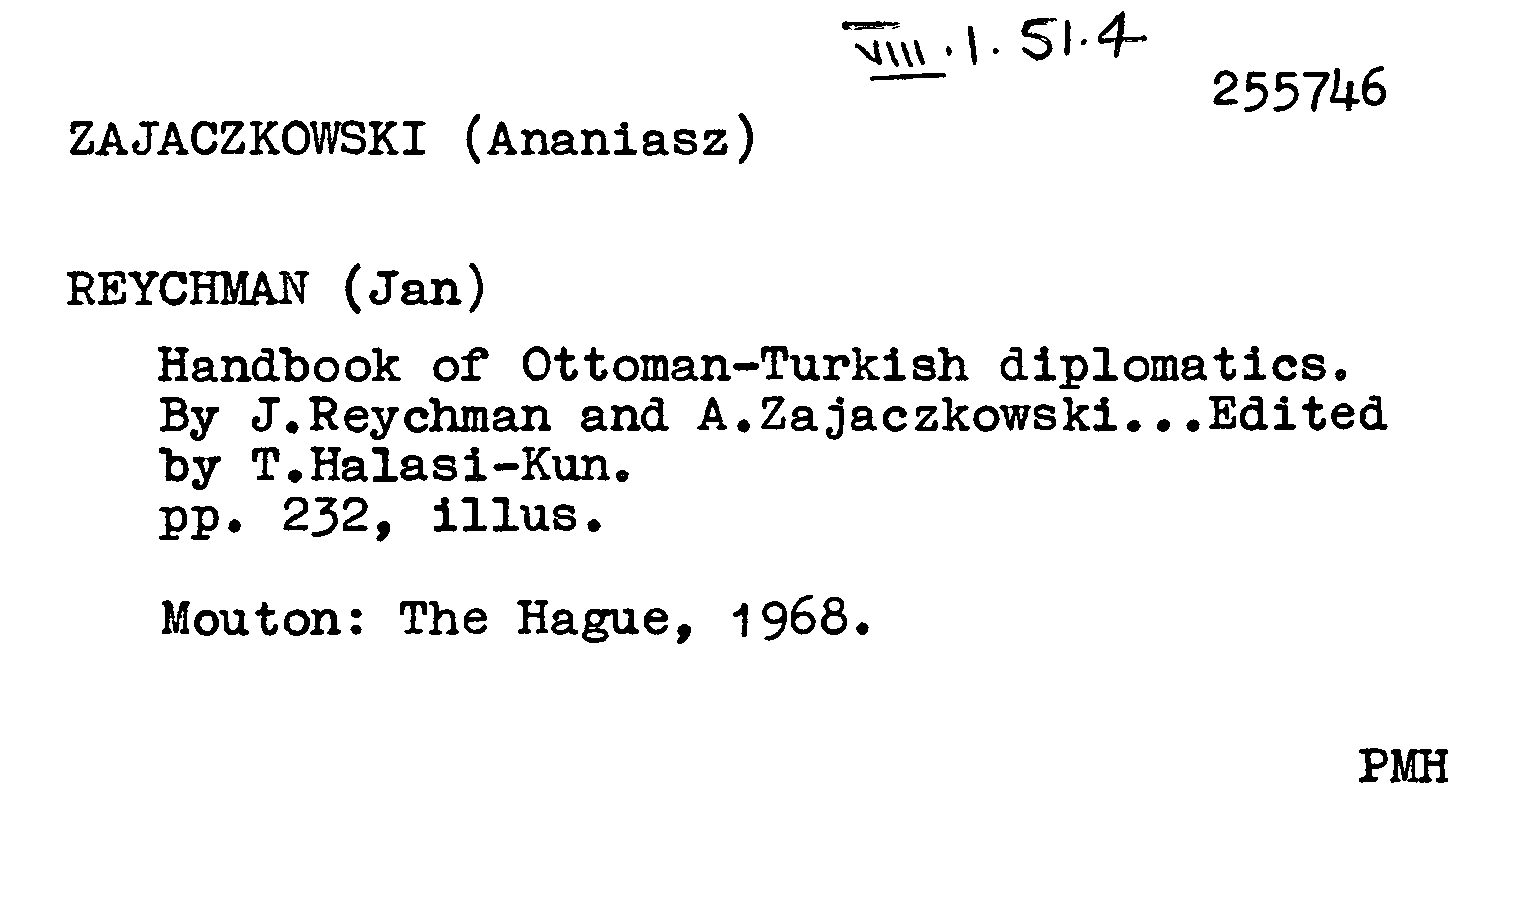 VIIII.1.51.4
255746
ZAJACZKOWSKI (Ananiasz)
REYCHMAN (Jan)
Handbook of Ottoman-Turkish diplomatics.
By J.Reychman and A.Zajaczkowski...Edited
by T.Halasi-Kun.
pp. 232, illus.
Mouton: The Hague, 1968.
PMH